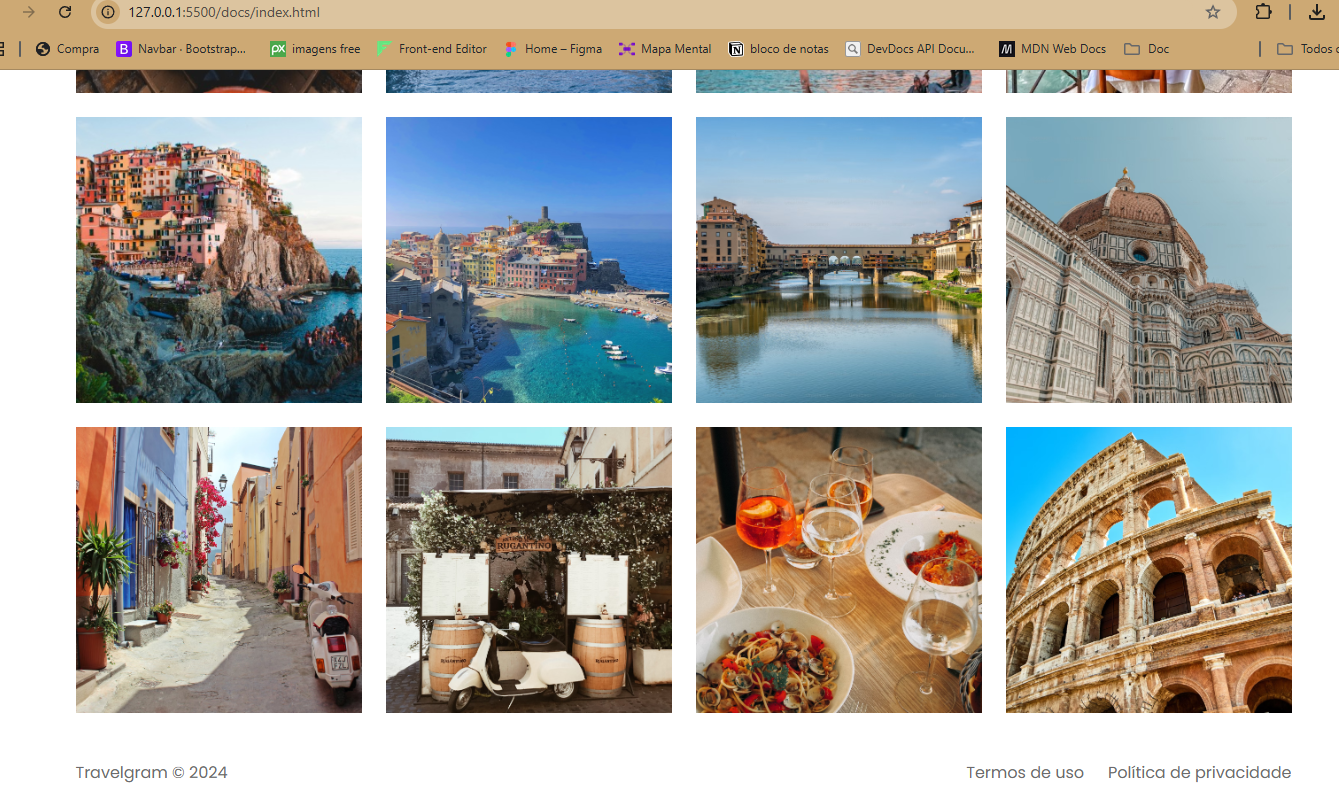 127.0.0.1:5500/docs/index.html
Compra
Navbar · Bootstrap...
imagens free
Front-end Editor
Home – Figma
Mapa Mental
bloco de notas
DevDocs API Docu...
MDN Web Docs
Doc
Todos
RUGANTINO
Travelgram © 2024
Termos de uso
Política de privacidade